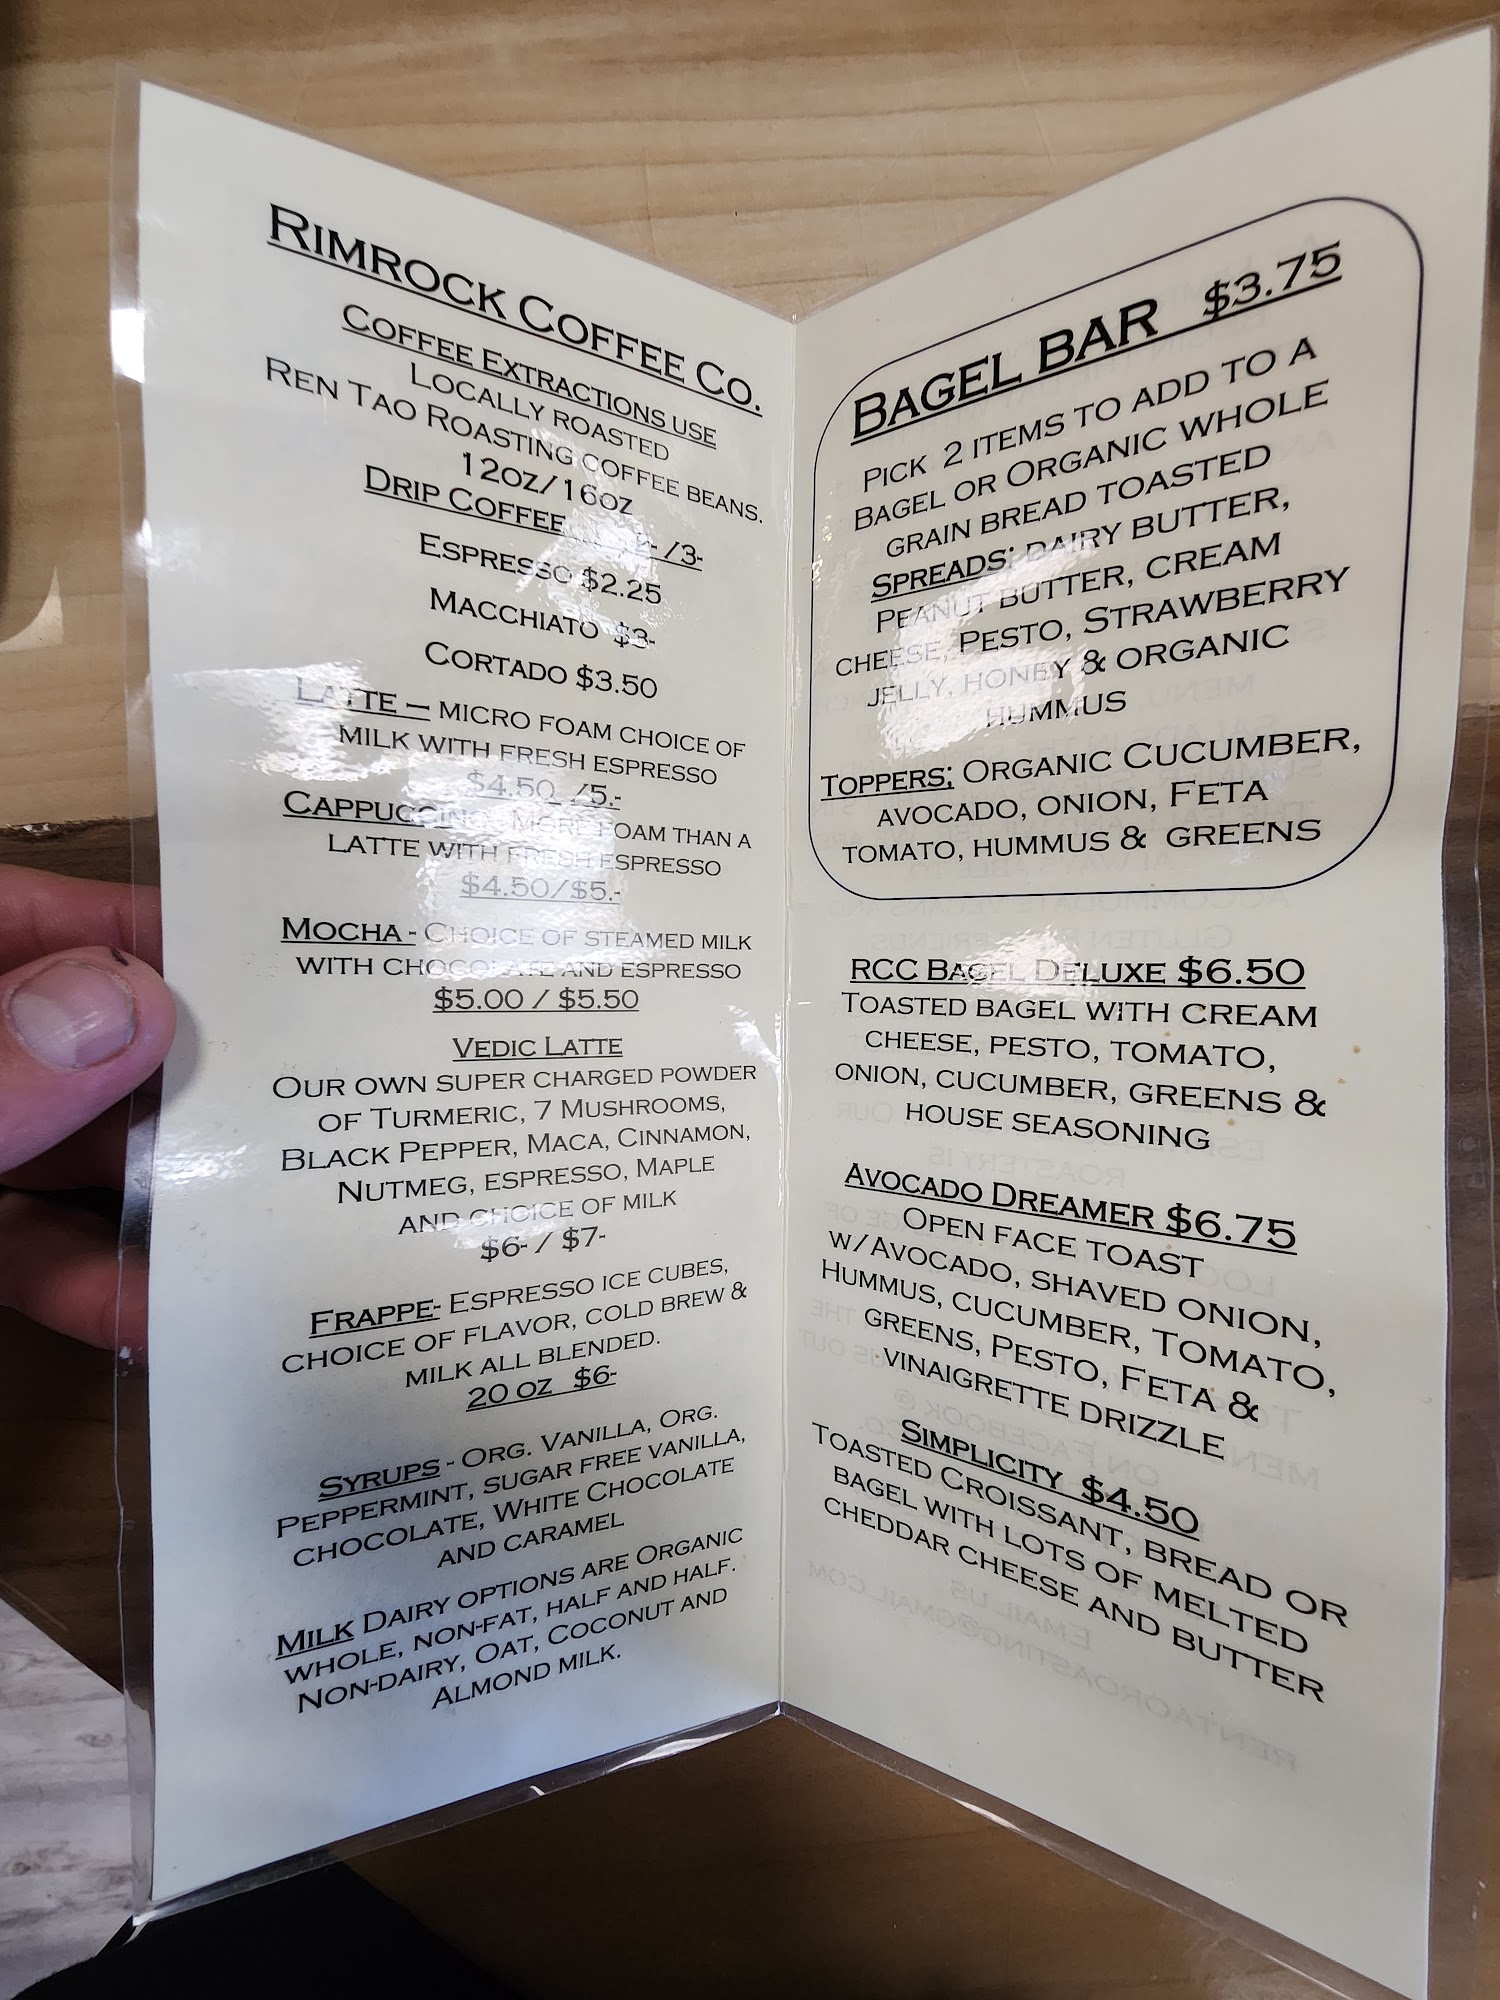 Rimrock Coffee Co.
Coffee Extractions use
Locally roasted
Ren Tao Roasting coffee beans.
12oz/16oz
Drip Coffee 2-/3-
Espresso $2.25
Macchiato $3-
Cortado $3.50
Latte – micro foam choice of
milk with fresh espresso
$4.50 /5.-
Cappuccino - More foam than a
latte with fresh espresso
$4.50/$5.-
Mocha - Choice of steamed milk
with chocolate and espresso
$5.00 / $5.50
Vedic Latte
Our own super charged powder
of Turmeric, 7 Mushrooms,
Black Pepper, Maca, Cinnamon,
Nutmeg, espresso, Maple
and choice of milk
$6- / $7-
Frappe- Espresso ice cubes,
choice of flavor, cold brew &
milk all blended.
20 oz $6-
Syrups - Org. Vanilla, Org.
Peppermint, sugar free vanilla,
chocolate, White Chocolate
and caramel
Milk Dairy options are Organic
whole, non-fat, half and half.
Non-dairy, Oat, Coconut and
Almond milk.
Bagel Bar $3.75
Pick 2 items to add to a
Bagel or Organic whole
grain bread toasted
Spreads; dairy butter,
Peanut butter, cream
cheese, Pesto, Strawberry
jelly, honey & organic
hummus
Toppers; Organic Cucumber,
avocado, onion, Feta
tomato, hummus & greens
RCC Bagel Deluxe $6.50
Toasted bagel with cream
cheese, pesto, tomato,
onion, cucumber, greens &
house seasoning
Avocado Dreamer $6.75
Open face toast
w/Avocado, shaved onion,
Hummus, cucumber, Tomato,
greens, Pesto, Feta &
vinaigrette drizzle
Simplicity $4.50
Toasted Croissant, bread or
bagel with lots of melted
cheddar cheese and butter